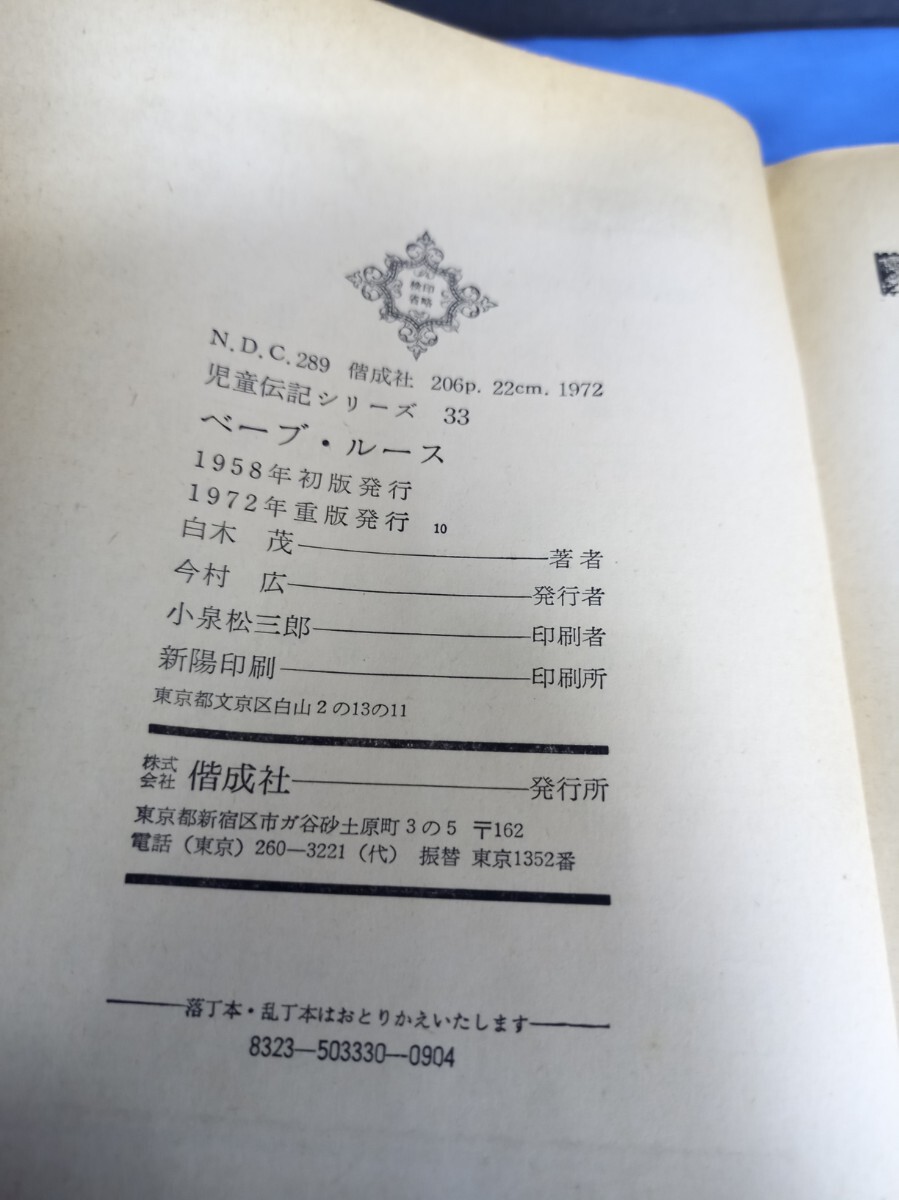 検印
省略
N.D.C.289 偕成社 206p. 22cm. 1972
児童伝記シリーズ 33
ベーブ・ルース
1958年初版発行
1972年重版発行 10
白木 茂―――著者
今村 広―――発行者
小泉松三郎―――印刷者
新陽印刷―――印刷所
東京都文京区白山2の13の11
株式会社 偕成社―――発行所
東京都新宿区市ガ谷砂土原町3の5 〒162
電話(東京)260―3221(代) 振替 東京1352番
――落丁本・乱丁本はおとりかえいたします――
8323―503330―0904